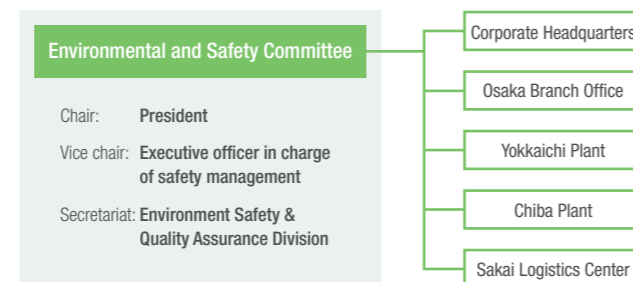 Environmental and Safety Committee
Chair: President
Vice chair: Executive officer in charge
of safety management
Secretariat: Environment Safety &
Quality Assurance Division
Corporate Headquarters
Osaka Branch Office
Yokkaichi Plant
Chiba Plant
Sakai Logistics Center